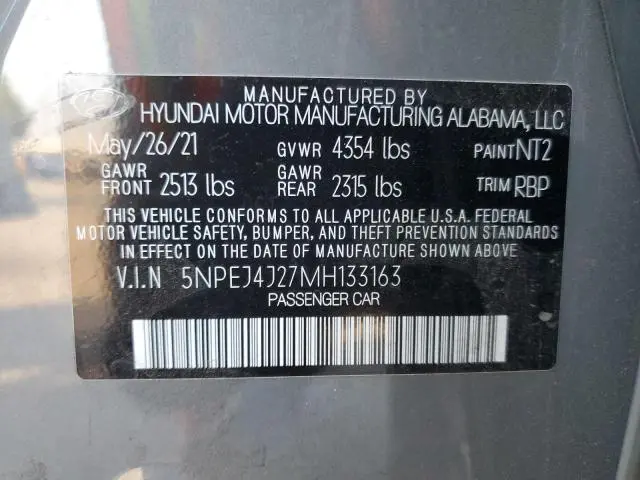 MANUFACTURED BY
HYUNDAI MOTOR MANUFACTURING ALABAMA, LLC
May/26/21 GVWR 4354 lbs PAINT NT2
GAWR FRONT 2513 lbs GAWR REAR 2315 lbs TRIM RBP
THIS VEHICLE CONFORMS TO ALL APPLICABLE U.S.A. FEDERAL
MOTOR VEHICLE SAFETY, BUMPER, AND THEFT PREVENTION STANDARDS
IN EFFECT ON THE DATE OF MANUFACTURE SHOWN ABOVE.
V.I.N 5NPEJ4J27MH133163
PASSENGER CAR